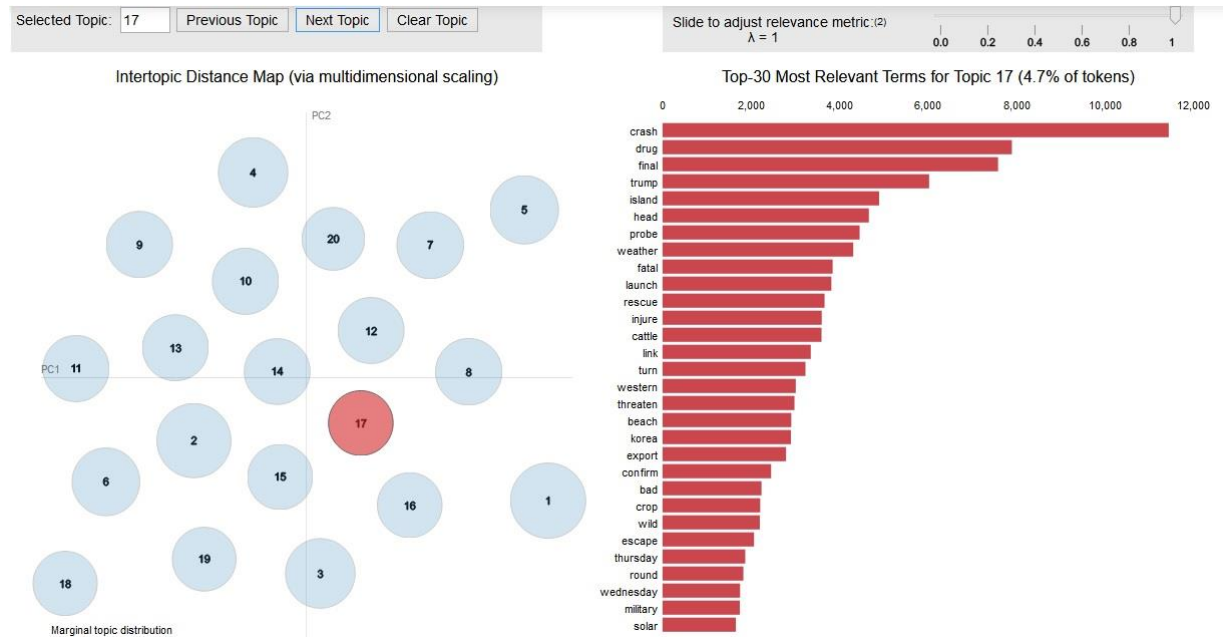 Selected Topic: 17 Previous Topic Next Topic Clear Topic
Slide to adjust relevance metric:(2)
λ = 1
0.0 0.2 0.4 0.6 0.8 1
Intertopic Distance Map (via multidimensional scaling)
PC2
4
5
20
9
7
10
12
13
PC1 11
14
8
17
2
15
6
16
1
19
3
18
Marginal topic distribution
Top-30 Most Relevant Terms for Topic 17 (4.7% of tokens)
0 2,000 4,000 6,000 8,000 10,000 12,000
crash
drug
final
trump
island
head
probe
weather
fatal
launch
rescue
injure
cattle
link
turn
western
threaten
beach
korea
export
confirm
bad
crop
wild
escape
thursday
round
wednesday
military
solar